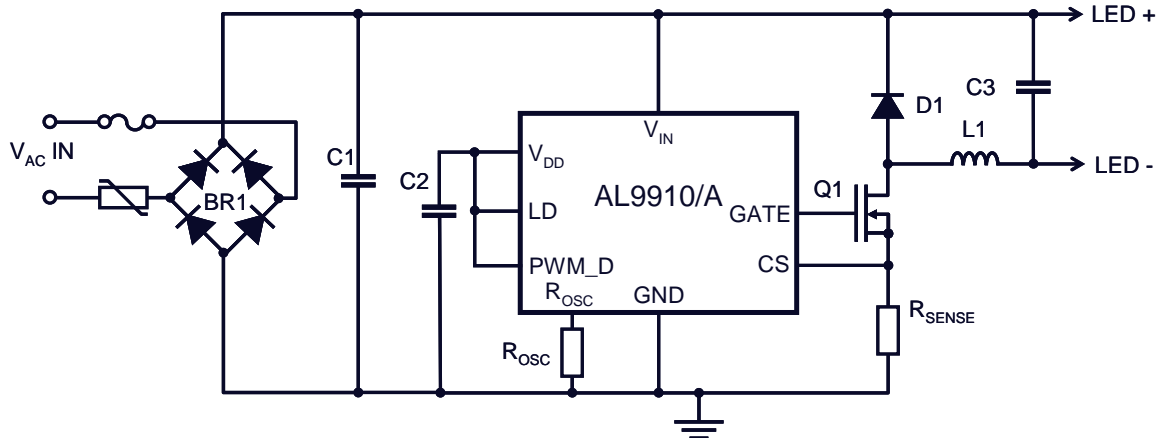 LED +
C3
D1
L1
LED -
V_IN
V_AC IN
C1
C2
V_DD
BR1
LD
AL9910/A
GATE
Q1
PWM_D
CS
R_OSC
GND
R_OSC
R_SENSE